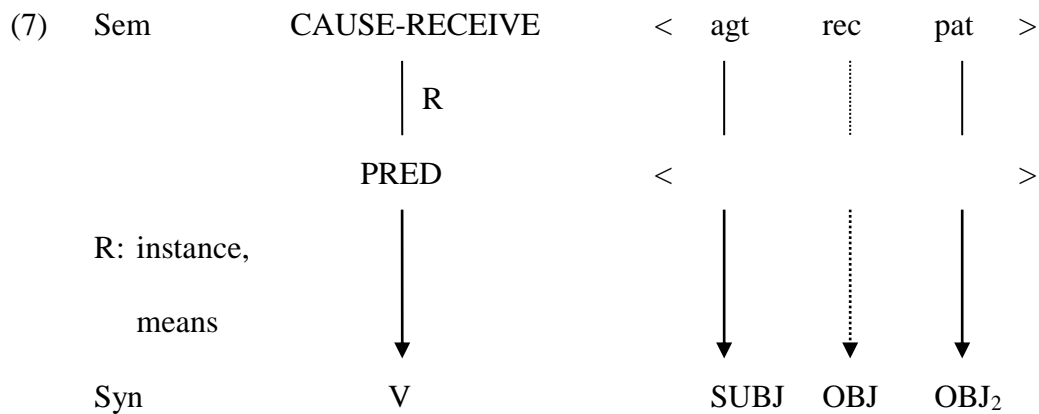 (7) Sem CAUSE-RECEIVE < agt rec pat >
R
PRED < >
R: instance,
means
Syn V SUBJ OBJ OBJ₂